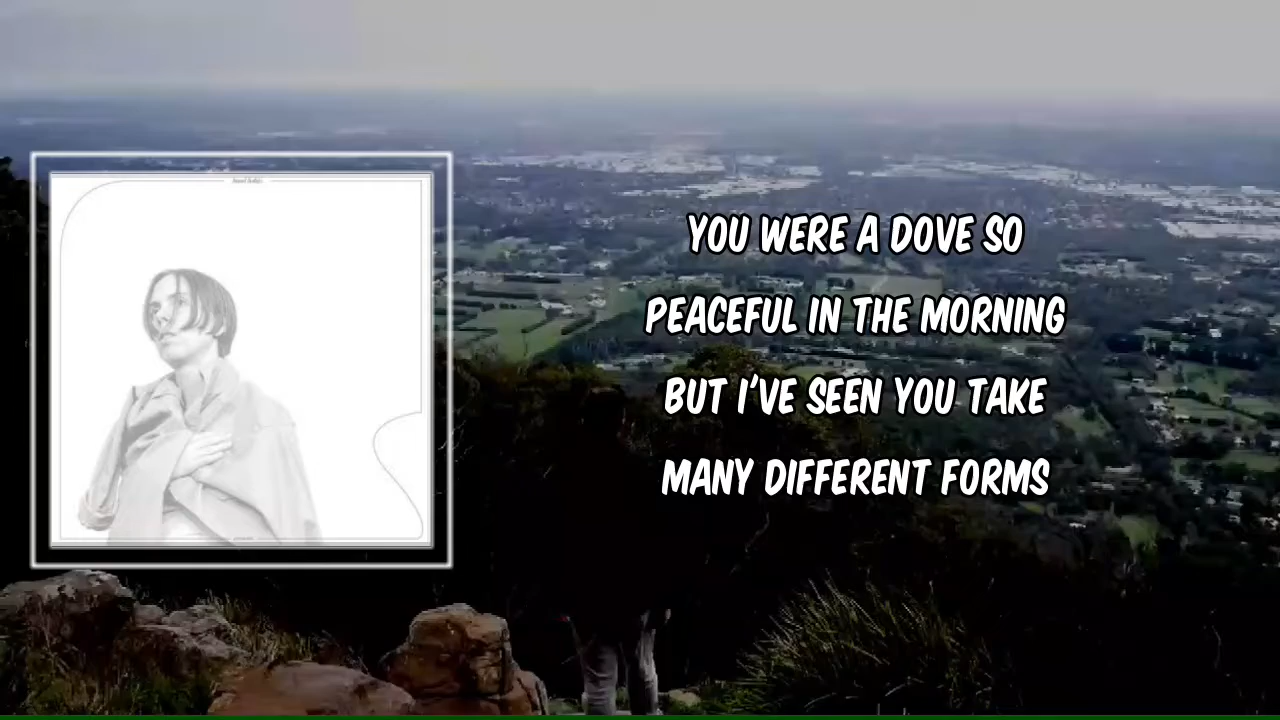 YOU WERE A DOVE SO
PEACEFUL IN THE MORNING
BUT I'VE SEEN YOU TAKE
MANY DIFFERENT FORMS